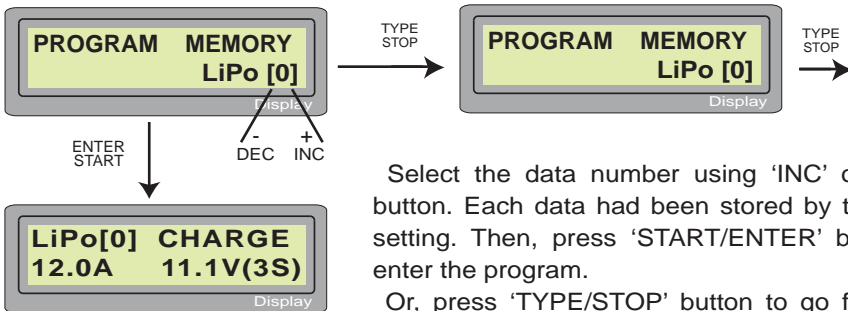 PROGRAM MEMORY
LiPo [0]
Display
TYPE
STOP
PROGRAM MEMORY
LiPo [0]
Display
TYPE
STOP
- +
DEC INC
ENTER
START
LiPo[0] CHARGE
12.0A 11.1V(3S)
Display
Select the data number using ‘INC’
button. Each data had been stored by
setting. Then, press ‘START/ENTER’
enter the program.
Or, press ‘TYPE/STOP’ button to go